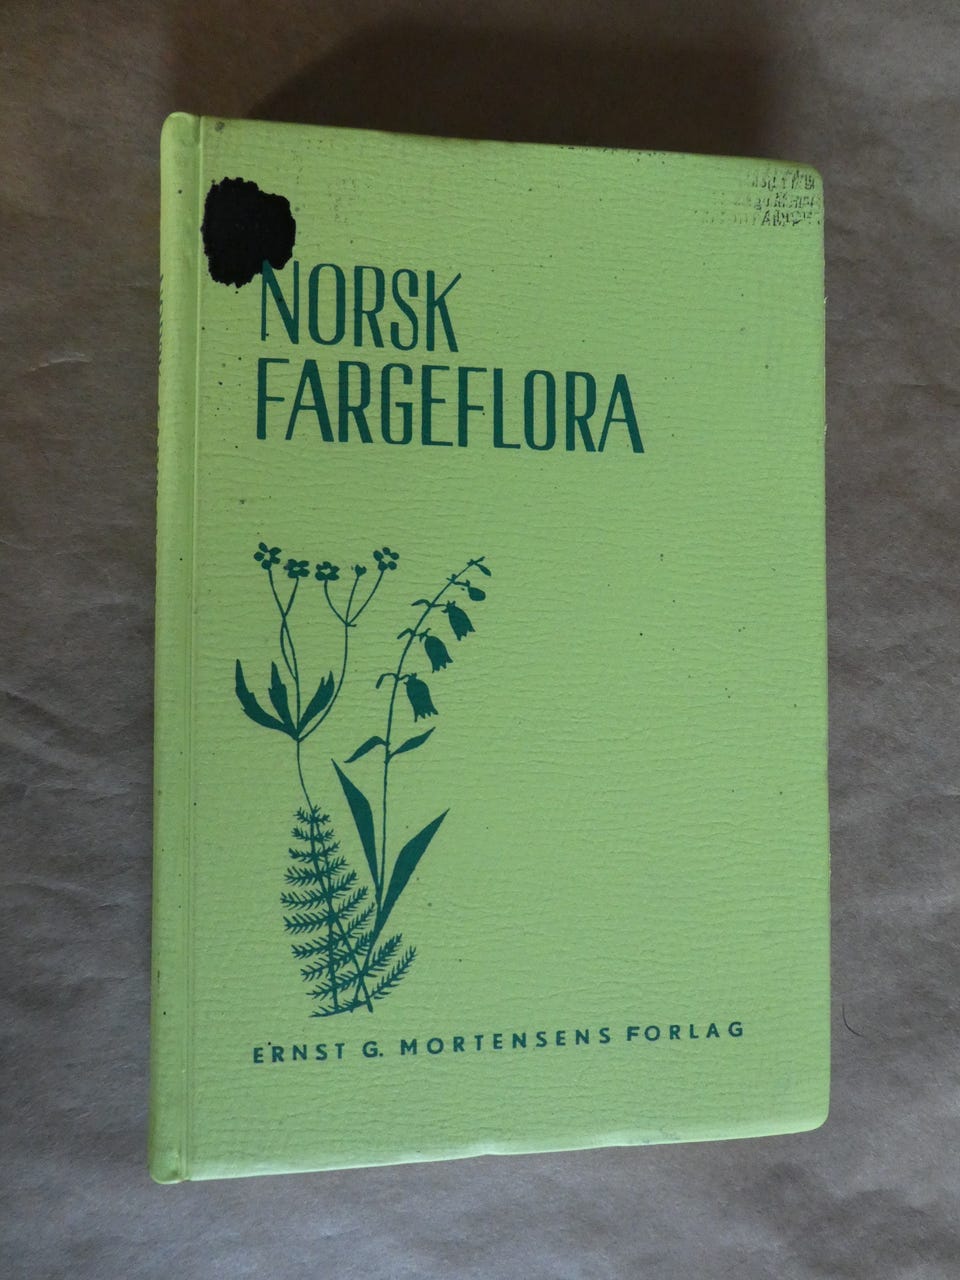 NORSK
FARGEFLORA
ERNST G. MORTENSENS FORLAG